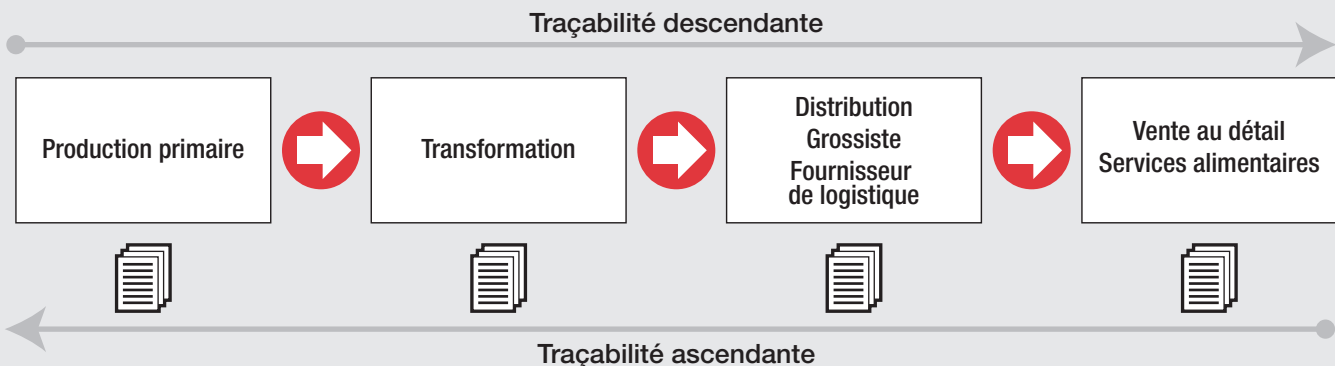 Traçabilité descendante
Production primaire
Transformation
Distribution
Grossiste
Fournisseur
de logistique
Vente au détail
Services alimentaires
Traçabilité ascendante